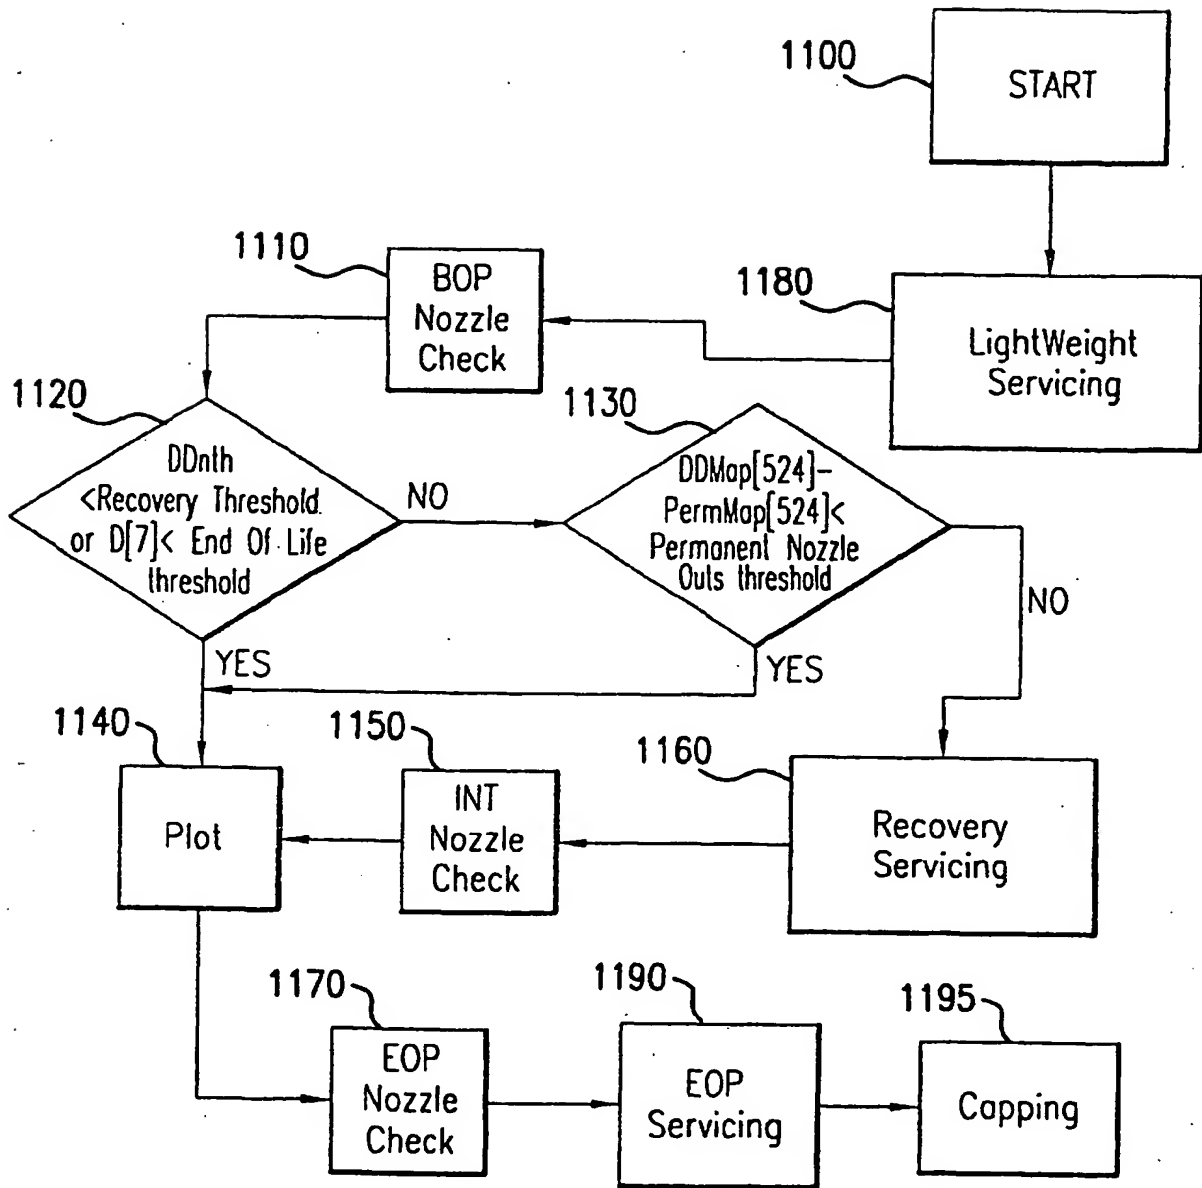 1100
START
1110
BOP
Nozzle
Check
1180
LightWeight
Servicing
1120
DDnth
<Recovery Threshold
or D[7]< End Of Life
threshold
NO
YES
1130
DDMap[524]-
PermMap[524]<
Permanent Nozzle
Outs threshold
NO
YES
1140
Plot
1150
INT
Nozzle
Check
1160
Recovery
Servicing
1170
EOP
Nozzle
Check
1190
EOP
Servicing
1195
Capping